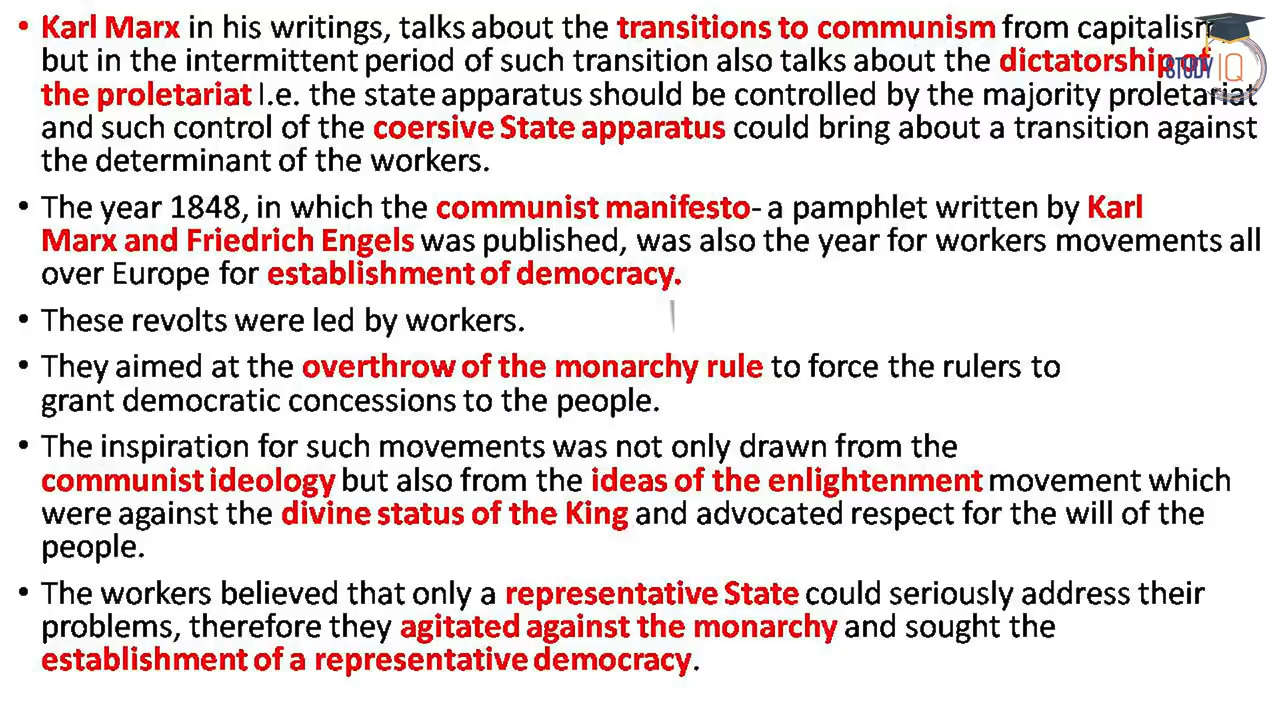 • Karl Marx in his writings, talks about the transitions to communism from capitalism
but in the intermittent period of such transition also talks about the dictatorship of
the proletariat I.e. the state apparatus should be controlled by the majority proletariat
and such control of the coersive State apparatus could bring about a transition against
the determinant of the workers.
• The year 1848, in which the communist manifesto- a pamphlet written by Karl
Marx and Friedrich Engels was published, was also the year for workers movements all
over Europe for establishment of democracy.
• These revolts were led by workers.
• They aimed at the overthrow of the monarchy rule to force the rulers to
grant democratic concessions to the people.
• The inspiration for such movements was not only drawn from the
communist ideology but also from the ideas of the enlightenment movement which
were against the divine status of the King and advocated respect for the will of the
people.
• The workers believed that only a representative State could seriously address their
problems, therefore they agitated against the monarchy and sought the
establishment of a representative democracy.
STUDY IQ